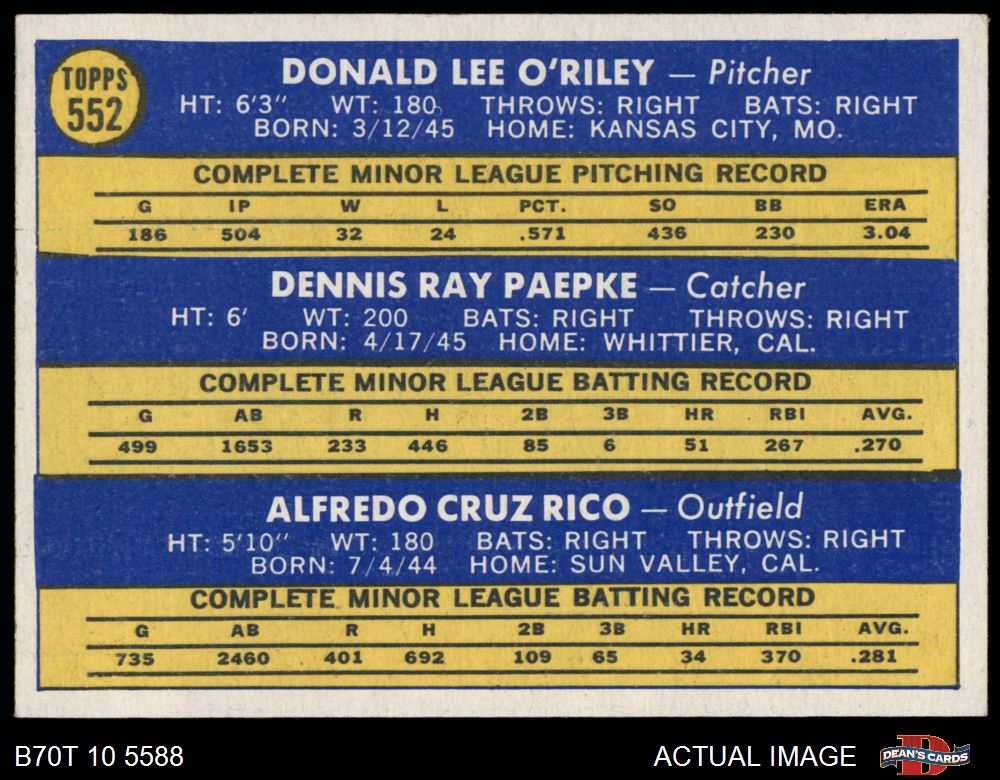 TOPPS
552
DONALD LEE O'RILEY — Pitcher
HT: 6'3" WT: 180 THROWS: RIGHT BATS: RIGHT
BORN: 3/12/45 HOME: KANSAS CITY, MO.
COMPLETE MINOR LEAGUE PITCHING RECORD
G IP W L PCT. SO BB ERA
186 504 32 24 .571 436 230 3.04
DENNIS RAY PAEPKE — Catcher
HT: 6' WT: 200 BATS: RIGHT THROWS: RIGHT
BORN: 4/17/45 HOME: WHITTIER, CAL.
COMPLETE MINOR LEAGUE BATTING RECORD
G AB R H 2B 3B HR RBI AVG.
499 1653 233 446 85 6 51 267 .270
ALFREDO CRUZ RICO — Outfield
HT: 5'10" WT: 180 BATS: RIGHT THROWS: RIGHT
BORN: 7/4/44 HOME: SUN VALLEY, CAL.
COMPLETE MINOR LEAGUE BATTING RECORD
G AB R H 2B 3B HR RBI AVG.
735 2460 401 692 109 65 34 370 .281
B70T 10 5588 ACTUAL IMAGE D DEAN'S CARDS